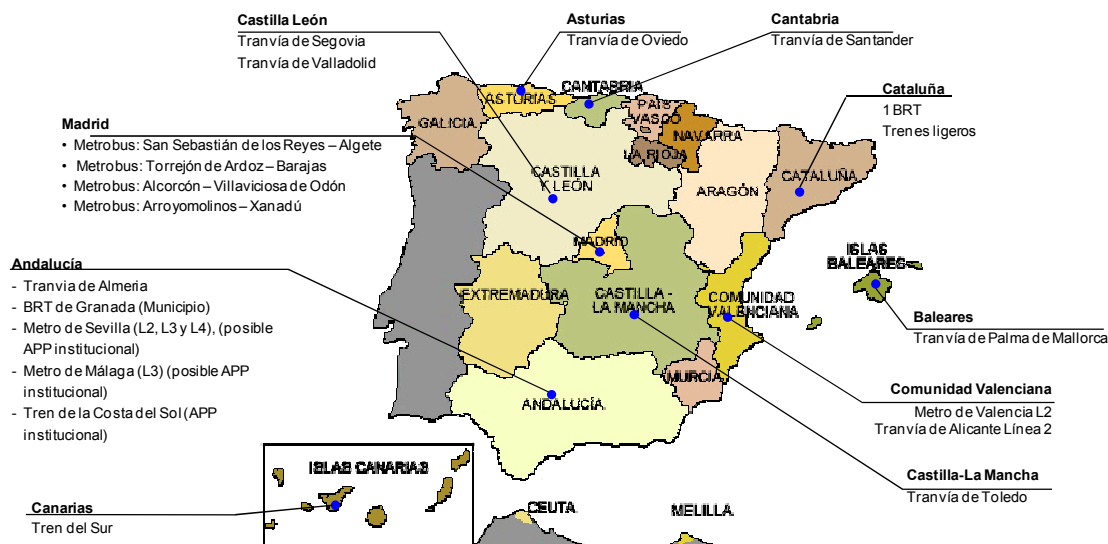 Castilla León
Tranvía de Segovia
Tranvía de Valladolid
Asturias
Tranvía de Oviedo
Cantabria
Tranvía de Santander
Cataluña
1 BRT
Trenes ligeros
Madrid
• Metrobus: San Sebastián de los Reyes – Algete
• Metrobus: Torrejón de Ardoz – Barajas
• Metrobus: Alcorcón – Villaviciosa de Odón
• Metrobus: Arroyomolinos – Xanadú
Andalucía
- Tranvia de Almeria
- BRT de Granada (Municipio)
- Metro de Sevilla (L2, L3 y L4), (posible
APP institucional)
- Metro de Málaga (L3) (posible APP
institucional)
- Tren de la Costa del Sol (APP
institucional)
Canarias
Tren del Sur
Baleares
Tranvía de Palma de Mallorca
Comunidad Valenciana
Metro de Valencia L2
Tranvía de Alicante Línea 2
Castilla-La Mancha
Tranvía de Toledo
GALICIA
ASTURIAS
CANTABRIA
PAIS
VASCO
NAVARRA
LA RIOJA
CASTILLA
Y LEÓN
ARAGÓN
CATALUÑA
MADRID
EXTREMADURA
CASTILLA -
LA MANCHA
COMUNIDAD
VALENCIANA
ISLAS
BALEARES
MURCIA
ANDALUCÍA
ISLAS CANARIAS
CEUTA
MELILLA